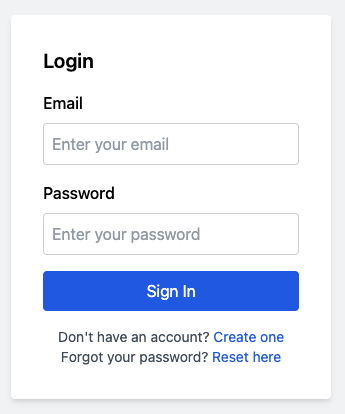 Login
Email
Enter your email
Password
Enter your password
Sign In
Don't have an account? Create one
Forgot your password? Reset here